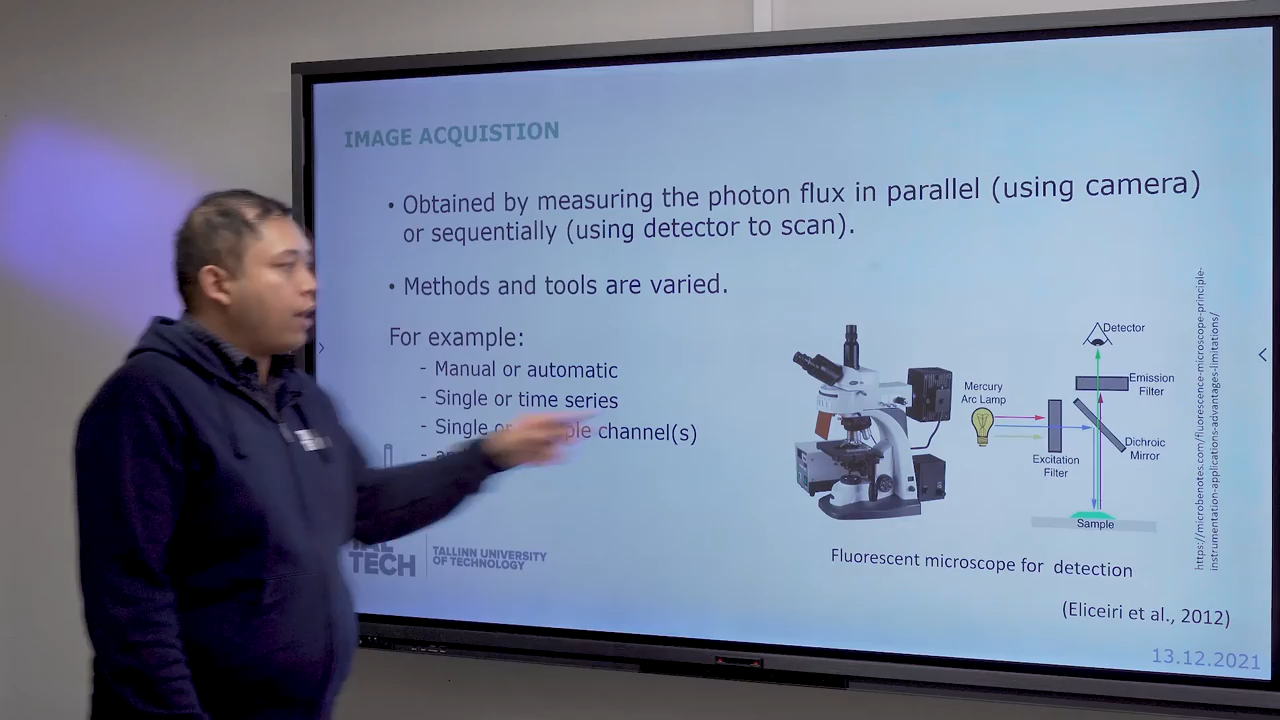 IMAGE ACQUISTION
• Obtained by measuring the photon flux in parallel (using camera)
or sequentially (using detector to scan).
• Methods and tools are varied.
For example:
- Manual or automatic
- Single or time series
- Single channel(s)
Detector
Emission
Filter
Mercury
Arc Lamp
Dichroic
Mirror
Excitation
Filter
Sample
Fluorescent microscope for detection
https://microbenotes.com/fluorescence-microscope-principle-
instrumentation-applications-advantages-limitations/
(Eliceiri et al., 2012)
TECH
TALLINN UNIVERSITY
OF TECHNOLOGY
13.12.2021